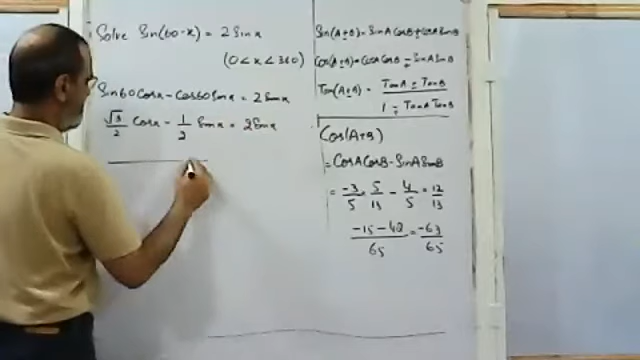 Solve Sin(60-x) = 2 Sinx
(0 < x < 360)
Sin60Cosx - Cos60Sinx = 2Sinx
√3/2 Cosx - 1/2 Sinx = 2Sinx
Sin(A±B) = SinACosB ± CosASinB
Cos(A±B) = CosACosB ∓ SinASinB
Tan(A±B) = TanA ± TanB / 1 ∓ TanATanB
Cos(A+B)
= CosACosB - SinASinB
= -3/5 × 5/13 - 4/5 × 12/13
-15 - 48 / 65 = -63/65